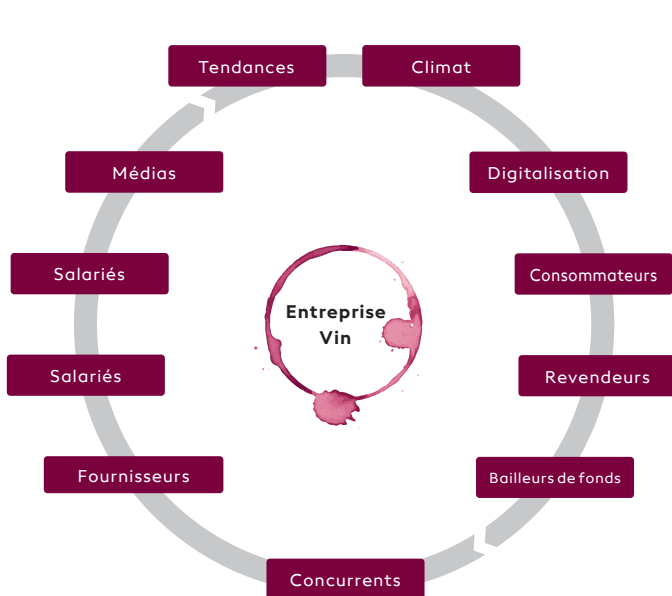 Tendances
Climat
Médias
Digitalisation
Salariés
Consommateurs
Entreprise
Vin
Salariés
Revendeurs
Fournisseurs
Bailleurs de fonds
Concurrents